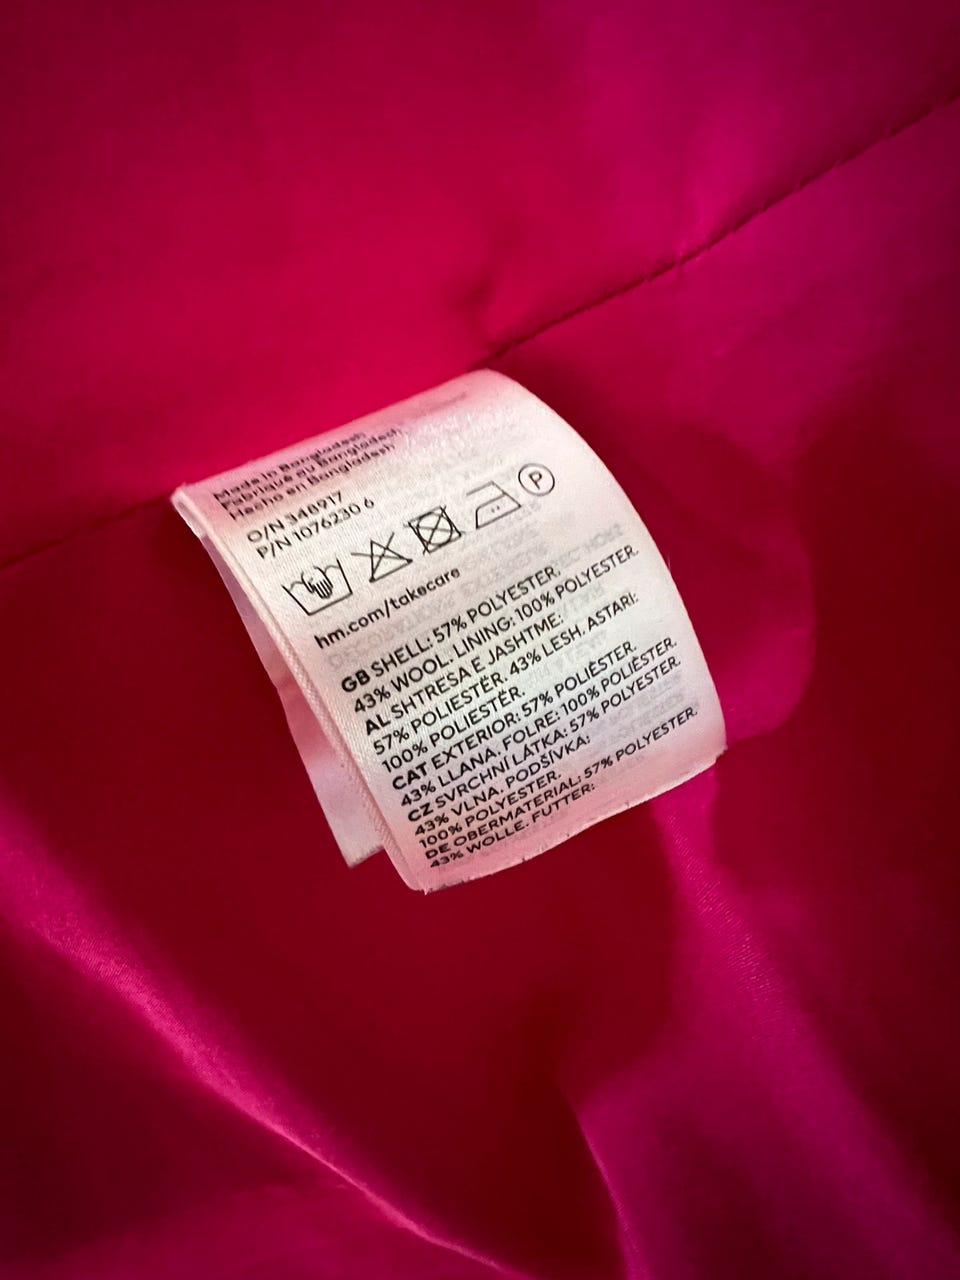 Made in Bangladesh
Fabriqué au Bangladesh
Hecho en Bangladesh
O/N 348917
P/N 1076230 6
P
hm.com/takecare
GB SHELL: 57% POLYESTER,
43% WOOL. LINING: 100% POLYESTER.
AL SHTRESA E JASHTME:
57% POLIESTËR, 43% LESH. ASTARI:
100% POLIESTËR.
CAT EXTERIOR: 57% POLIÈSTER,
43% LLANA. FOLRE: 100% POLIÈSTER.
CZ SVRCHNÍ LÁTKA: 57% POLYESTER,
43% VLNA. PODŠÍVKA:
100% POLYESTER.
DE OBERMATERIAL: 57% POLYESTER,
43% WOLLE. FUTTER: